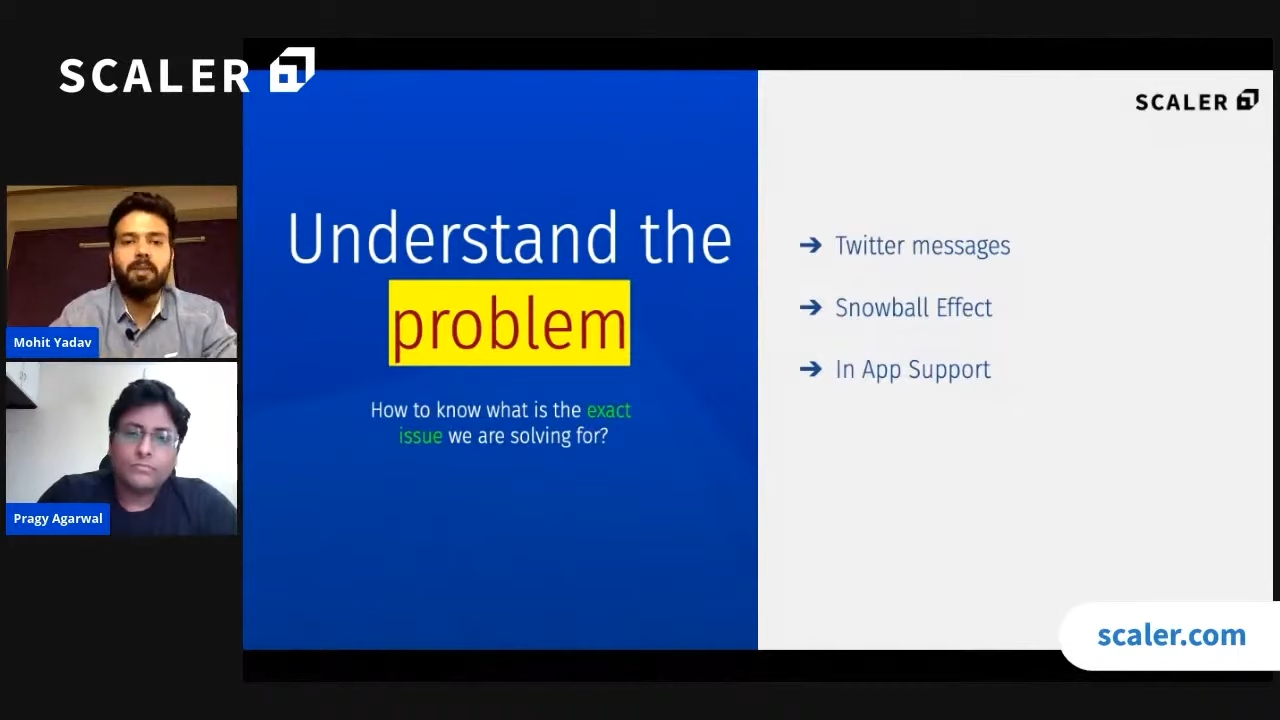 SCALER
SCALER
Understand the
problem
How to know what is the exact
issue we are solving for?
➔ Twitter messages
➔ Snowball Effect
➔ In App Support
Mohit Yadav
Pragy Agarwal
scaler.com